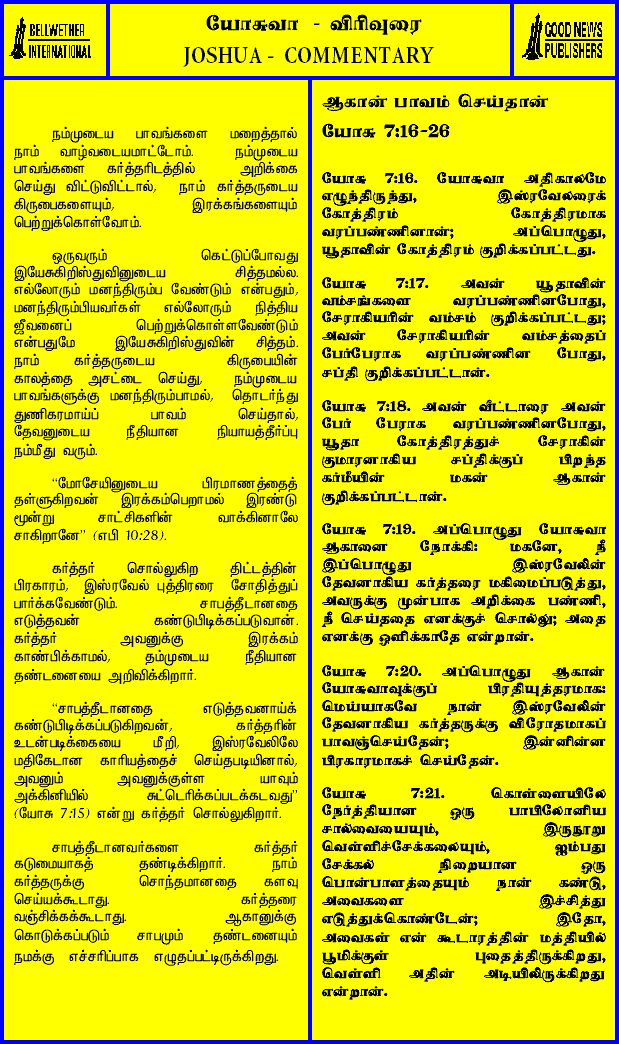 BELLWETHER
INTERNATIONAL
யோசுவா - விரிவுரை
JOSHUA - COMMENTARY
GOOD NEWS
PUBLISHERS
நம்முடைய பாவங்களை மறைத்தால்
நாம் வாழ்வடையமாட்டோம். நம்முடைய
பாவங்களை கர்த்தரிடத்தில் அறிக்கை
செய்து விட்டுவிட்டால், நாம் கர்த்தருடைய
கிருபைகளையும், இரக்கங்களையும்
பெற்றுக்கொள்வோம்.
ஒருவரும் கெட்டுப்போவது
இயேசுகிறிஸ்துவினுடைய சித்தமல்ல.
எல்லோரும் மனந்திரும்ப வேண்டும் என்பதும்,
மனந்திரும்பியவர்கள் எல்லோரும் நித்திய
ஜீவனைப் பெற்றுக்கொள்ளவேண்டும்
என்பதுமே இயேசுகிறிஸ்துவின் சித்தம்.
நாம் கர்த்தருடைய கிருபையின்
காலத்தை அசட்டை செய்து, நம்முடைய
பாவங்களுக்கு மனந்திரும்பாமல், தொடர்ந்து
துணிகரமாய்ப் பாவம் செய்தால்,
தேவனுடைய நீதியான நியாயத்தீர்ப்பு
நம்மீது வரும்.
“மோசேயினுடைய பிரமாணத்தைத்
தள்ளுகிறவன் இரக்கம்பெறாமல் இரண்டு
மூன்று சாட்சிகளின் வாக்கினாலே
சாகிறானே” (எபி 10:28).
கர்த்தர் சொல்லுகிற திட்டத்தின்
பிரகாரம், இஸ்ரவேல் புத்திரரை சோதித்துப்
பார்க்கவேண்டும். சாபத்தீடானதை
எடுத்தவன் கண்டுபிடிக்கப்படுவான்.
கர்த்தர் அவனுக்கு இரக்கம்
காண்பிக்காமல், தம்முடைய நீதியான
தண்டனையை அறிவிக்கிறார்.
“சாபத்தீடானதை எடுத்தவனாய்க்
கண்டுபிடிக்கப்படுகிறவன், கர்த்தரின்
உடன்படிக்கையை மீறி, இஸ்ரவேலிலே
மதிகேடான காரியத்தைச் செய்தபடியினால்,
அவனும் அவனுக்குள்ள யாவும்
அக்கினியில் சுட்டெரிக்கப்படக்கடவது”
(யோசு 7:15) என்று கர்த்தர் சொல்லுகிறார்.
சாபத்தீடானவர்களை கர்த்தர்
கடுமையாகத் தண்டிக்கிறார். நாம்
கர்த்தருக்கு சொந்தமானதை களவு
செய்யக்கூடாது. கர்த்தரை
வஞ்சிக்கக்கூடாது. ஆகானுக்கு
கொடுக்கப்படும் சாபமும் தண்டனையும்
நமக்கு எச்சரிப்பாக எழுதப்பட்டிருக்கிறது.
ஆகான் பாவம் செய்தான்
யோசு 7:16-26
யோசு 7:16. யோசுவா அதிகாலமே
எழுந்திருந்து, இஸ்ரவேலரைக்
கோத்திரம் கோத்திரமாக
வரப்பண்ணினான்; அப்பொழுது,
யூதாவின் கோத்திரம் குறிக்கப்பட்டது.
யோசு 7:17. அவன் யூதாவின்
வம்சங்களை வரப்பண்ணினபோது,
சேராகியரின் வம்சம் குறிக்கப்பட்டது;
அவன் சேராகியரின் வம்சத்தைப்
பேர்பேராக வரப்பண்ணின போது,
சப்தி குறிக்கப்பட்டான்.
யோசு 7:18. அவன் வீட்டாரை அவன்
பேர் பேராக வரப்பண்ணினபோது,
யூதா கோத்திரத்துச் சேராகின்
குமாரனாகிய சப்திக்குப் பிறந்த
கர்மீயின் மகன் ஆகான்
குறிக்கப்பட்டான்.
யோசு 7:19. அப்பொழுது யோசுவா
ஆகானை நோக்கி: மகனே, நீ
இப்பொழுது இஸ்ரவேலின்
தேவனாகிய கர்த்தரை மகிமைப்படுத்து,
அவருக்கு முன்பாக அறிக்கை பண்ணி,
நீ செய்ததை எனக்குச் சொல்லு; அதை
எனக்கு ஒளிக்காதே என்றான்.
யோசு 7:20. அப்பொழுது ஆகான்
யோசுவாவுக்குப் பிரதியுத்தரமாக:
மெய்யாகவே நான் இஸ்ரவேலின்
தேவனாகிய கர்த்தருக்கு விரோதமாகப்
பாவஞ்செய்தேன்; இன்னின்ன
பிரகாரமாகச் செய்தேன்.
யோசு 7:21. கொள்ளையிலே
நேர்த்தியான ஒரு பாபிலோனிய
சால்வையையும், இருநூறு
வெள்ளிச்சேக்கலையும், ஐம்பது
சேக்கல் நிறையான ஒரு
பொன்பாளத்தையும் நான் கண்டு,
அவைகளை இச்சித்து
எடுத்துக்கொண்டேன்; இதோ,
அவைகள் என் கூடாரத்தின் மத்தியில்
பூமிக்குள் புதைத்திருக்கிறது,
வெள்ளி அதின் அடியிலிருக்கிறது
என்றான்.